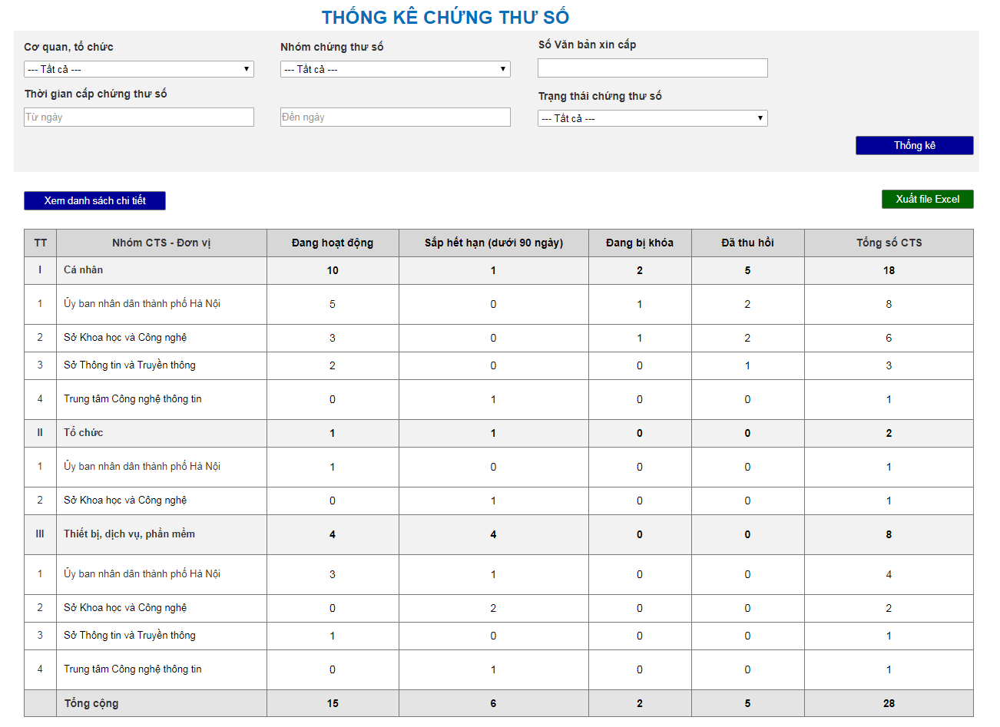 THỐNG KÊ CHỨNG THƯ SỐ
Cơ quan, tổ chức Nhóm chứng thư số Số Văn bản xin cấp
--- Tất cả --- --- Tất cả ---
Thời gian cấp chứng thư số Trạng thái chứng thư số
Từ ngày Đến ngày --- Tất cả ---
Thống kê
Xem danh sách chi tiết Xuất file Excel
TT Nhóm CTS - Đơn vị Đang hoạt động Sắp hết hạn (dưới 90 ngày) Đang bị khóa Đã thu hồi Tổng số CTS
I Cá nhân 10 1 2 5 18
1 Ủy ban nhân dân thành phố Hà Nội 5 0 1 2 8
2 Sở Khoa học và Công nghệ 3 0 1 2 6
3 Sở Thông tin và Truyền thông 2 0 0 1 3
4 Trung tâm Công nghệ thông tin 0 1 0 0 1
II Tổ chức 1 1 0 0 2
1 Ủy ban nhân dân thành phố Hà Nội 1 0 0 0 1
2 Sở Khoa học và Công nghệ 0 1 0 0 1
III Thiết bị, dịch vụ, phần mềm 4 4 0 0 8
1 Ủy ban nhân dân thành phố Hà Nội 3 1 0 0 4
2 Sở Khoa học và Công nghệ 0 2 0 0 2
3 Sở Thông tin và Truyền thông 1 0 0 0 1
4 Trung tâm Công nghệ thông tin 0 1 0 0 1
Tổng cộng 15 6 2 5 28